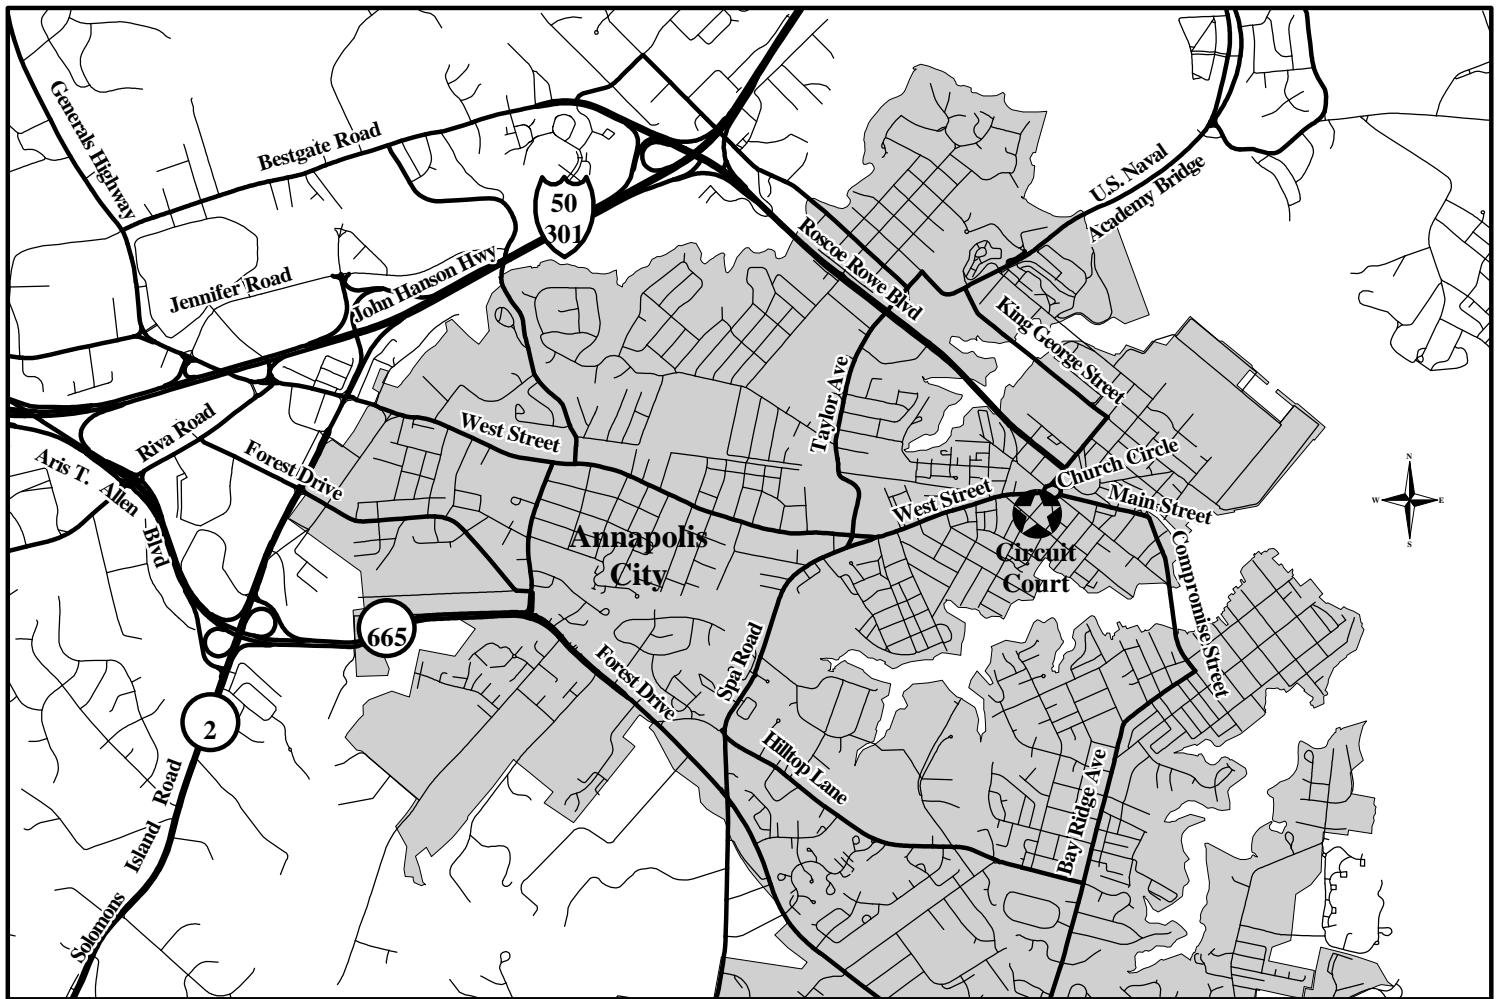 Generals Highway
Bestgate Road
50
301
U.S. Naval
Academy Bridge
Jennifer Road
John Hanson Hwy
Roscoe Rowe Blvd
King George Street
Taylor Ave
Riva Road
West Street
Forest Drive
Aris T. Allen Blvd
Church Circle
West Street
Main Street
Circuit
Court
Annapolis
City
Compromise Street
N
W
E
S
665
Forest Drive
Spa Road
2
Hilltop Lane
Bay Ridge Ave
Solomons Island Road